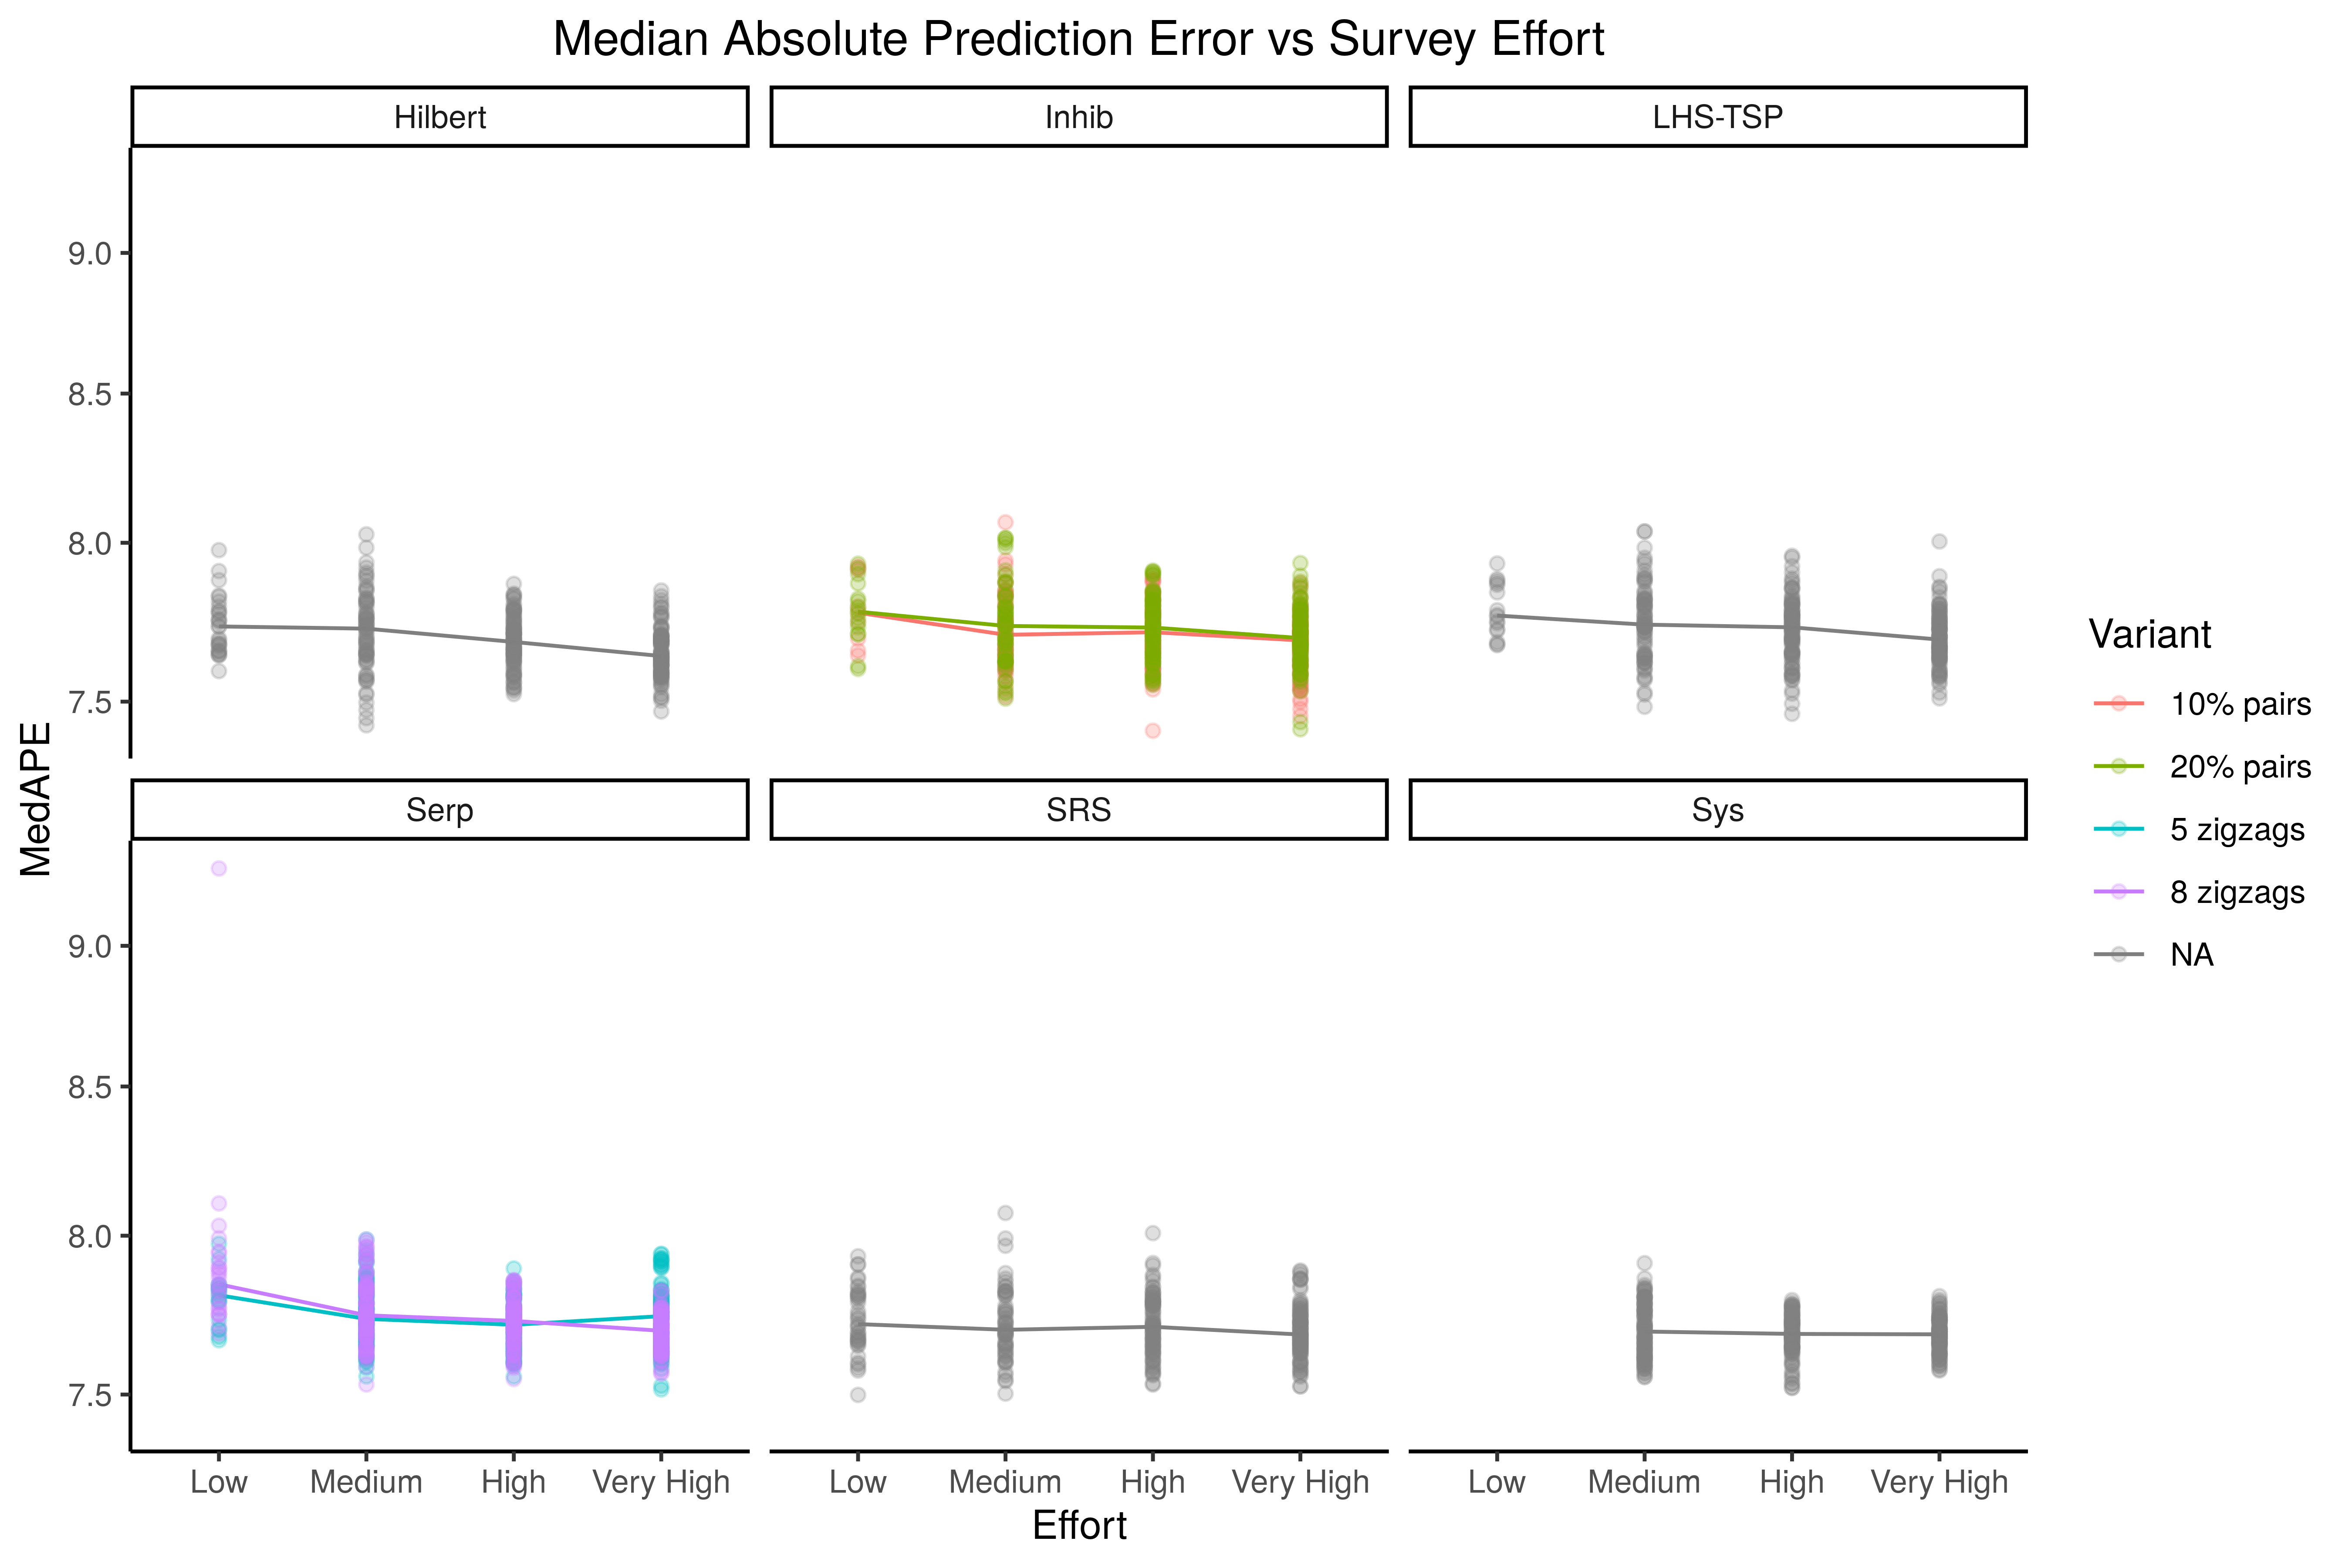 Median Absolute Prediction Error vs Survey Effort
Hilbert
Inhib
LHS-TSP
9.0
8.5
8.0
7.5
Serp
SRS
Sys
9.0
8.5
8.0
7.5
Low Medium High Very High
Low Medium High Very High
Low Medium High Very High
Effort
MedAPE
Variant
10% pairs
20% pairs
5 zigzags
8 zigzags
NA